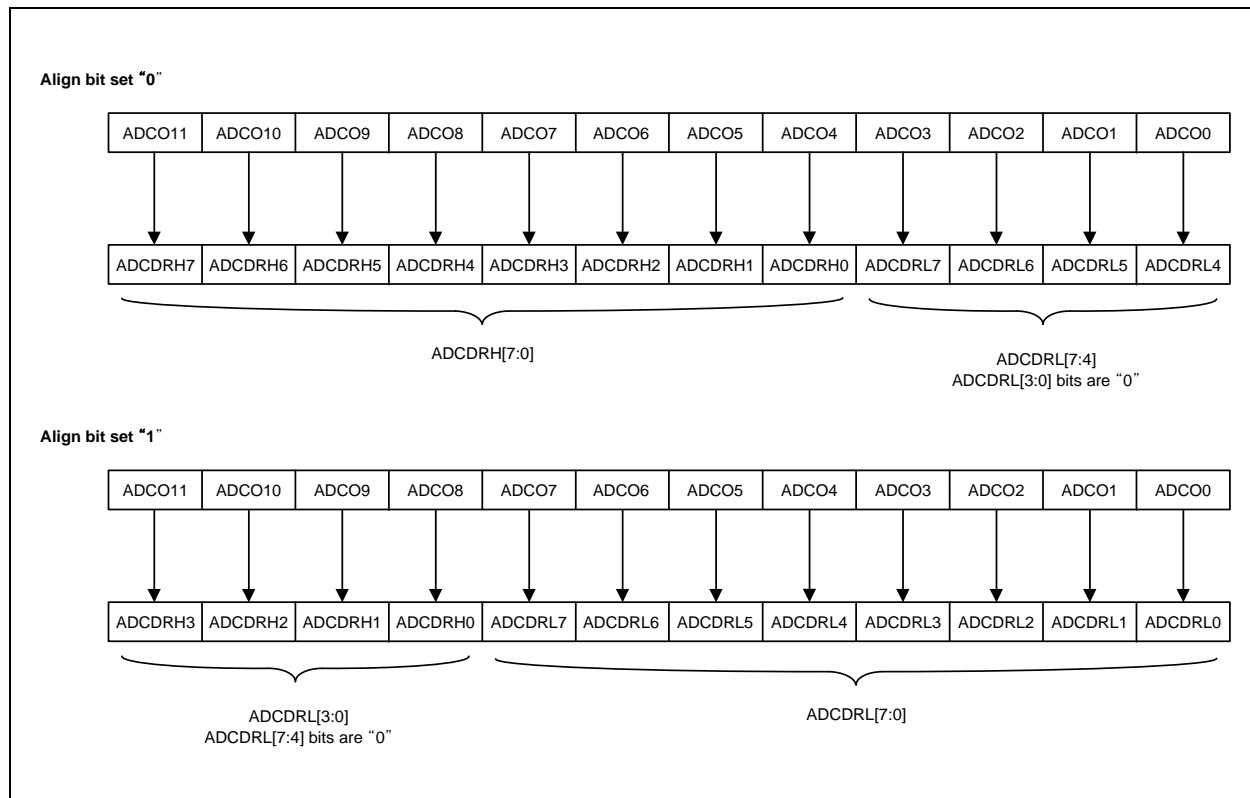 Align bit set “0”
ADCO11 ADCO10 ADCO9 ADCO8 ADCO7 ADCO6 ADCO5 ADCO4 ADCO3 ADCO2 ADCO1 ADCO0
ADCDRH7 ADCDRH6 ADCDRH5 ADCDRH4 ADCDRH3 ADCDRH2 ADCDRH1 ADCDRH0 ADCDRL7 ADCDRL6 ADCDRL5 ADCDRL4
ADCDRH[7:0]
ADCDRL[7:4]
ADCDRL[3:0] bits are “0”
Align bit set “1”
ADCO11 ADCO10 ADCO9 ADCO8 ADCO7 ADCO6 ADCO5 ADCO4 ADCO3 ADCO2 ADCO1 ADCO0
ADCDRH3 ADCDRH2 ADCDRH1 ADCDRH0 ADCDRL7 ADCDRL6 ADCDRL5 ADCDRL4 ADCDRL3 ADCDRL2 ADCDRL1 ADCDRL0
ADCDRL[3:0]
ADCDRL[7:4] bits are “0”
ADCDRL[7:0]